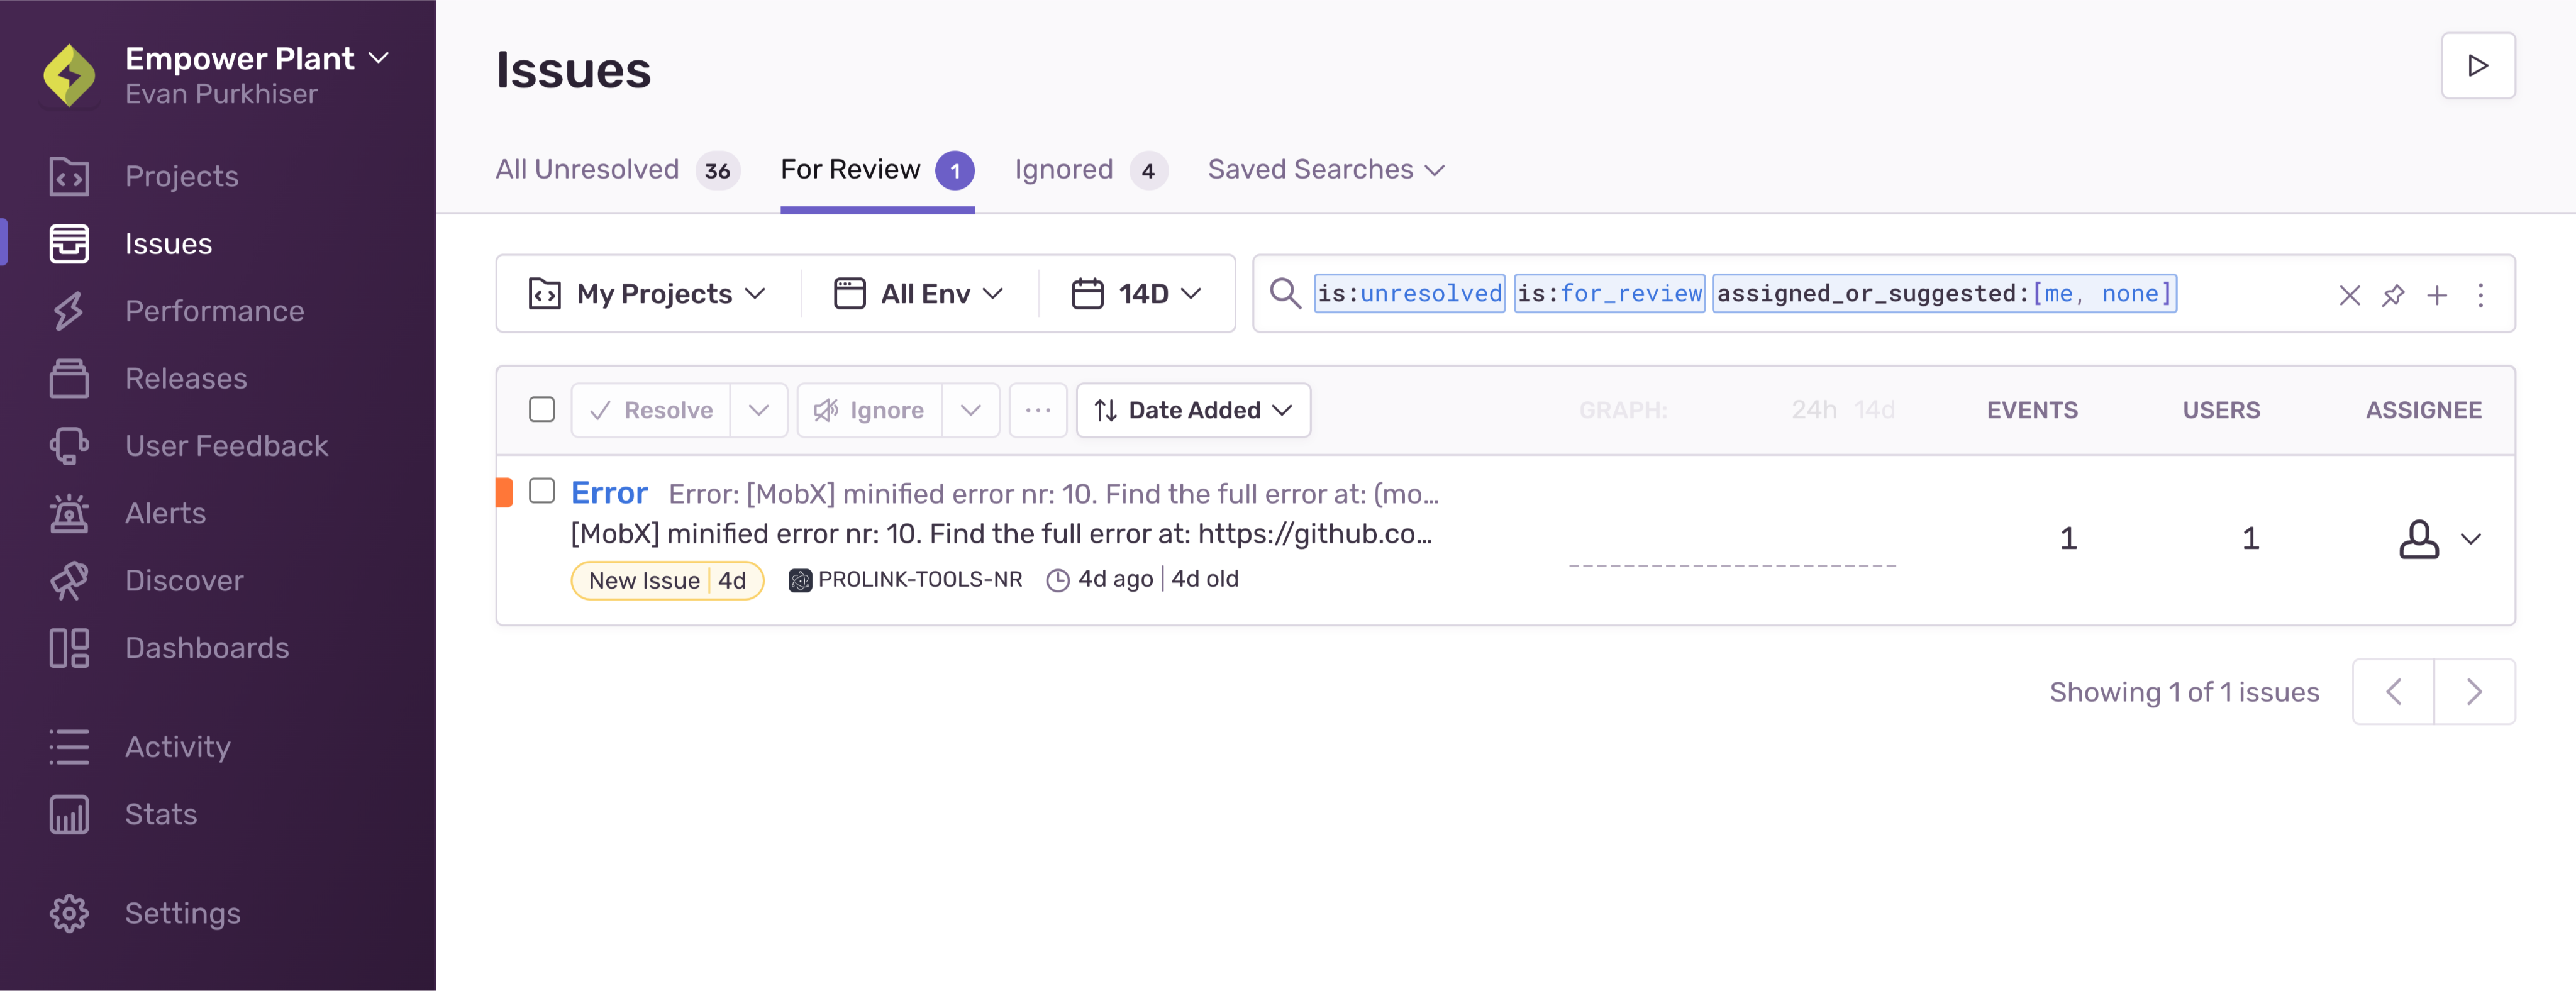 Empower Plant
Evan Purkhiser
Projects
Issues
Performance
Releases
User Feedback
Alerts
Discover
Dashboards
Activity
Stats
Settings
Issues
All Unresolved 36 For Review 1 Ignored 4 Saved Searches
My Projects All Env 14D is:unresolved is:for_review assigned_or_suggested:[me, none]
Resolve Ignore Date Added GRAPH: 24h 14d EVENTS USERS ASSIGNEE
Error Error: [MobX] minified error nr: 10. Find the full error at: (mo...
[MobX] minified error nr: 10. Find the full error at: https://github.co...
1 1
New Issue 4d PROLINK-TOOLS-NR 4d ago 4d old
Showing 1 of 1 issues